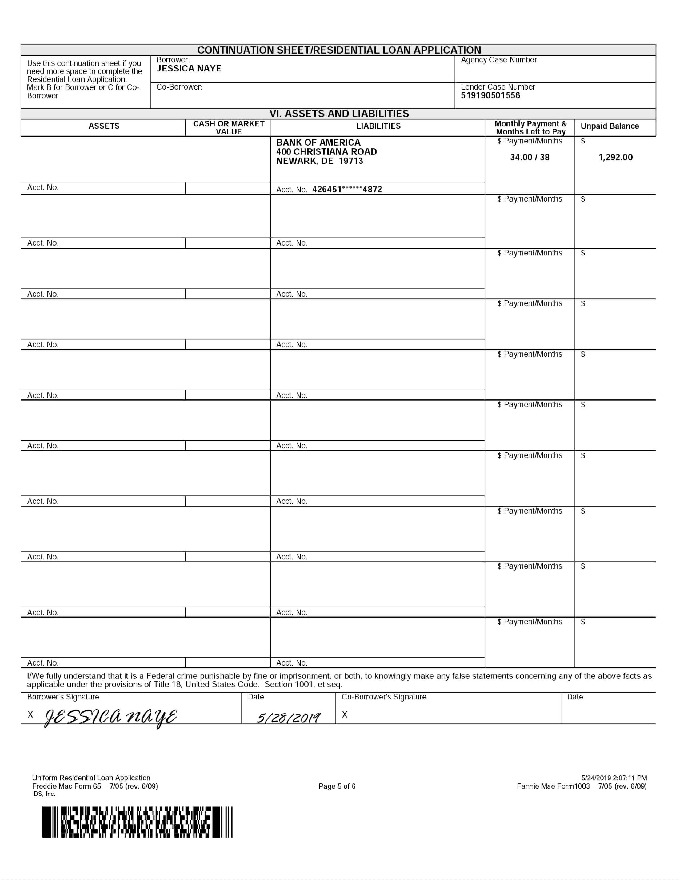 CONTINUATION SHEET/RESIDENTIAL LOAN APPLICATION
Use this continuation sheet if you
need more space to complete the
Residential Loan Application.
Mark B for Borrower or C for Co-
Borrower.
Borrower:
JESSICA NAYE
Agency Case Number:
Co-Borrower:
Lender Case Number:
519190501556
VI. ASSETS AND LIABILITIES
ASSETS
CASH OR MARKET
VALUE
LIABILITIES
Monthly Payment &
Months Left to Pay
Unpaid Balance
BANK OF AMERICA
400 CHRISTIANA ROAD
NEWARK, DE 19713
$ Payment/Months
34.00 / 38
$
1,292.00
Acct. No.
Acct. No. 426451******4872
$ Payment/Months
$
Acct. No.
Acct. No.
$ Payment/Months
$
Acct. No.
Acct. No.
$ Payment/Months
$
Acct. No.
Acct. No.
$ Payment/Months
$
Acct. No.
Acct. No.
$ Payment/Months
$
Acct. No.
Acct. No.
$ Payment/Months
$
Acct. No.
Acct. No.
$ Payment/Months
$
Acct. No.
Acct. No.
$ Payment/Months
$
Acct. No.
Acct. No.
$ Payment/Months
$
Acct. No.
Acct. No.
I/We fully understand that it is a Federal crime punishable by fine or imprisonment, or both, to knowingly make any false statements concerning any of the above facts as
applicable under the provisions of Title 18, United States Code, Section 1001, et seq.
Borrower's Signature
Date
Co-Borrower's Signature
Date
X JESSICA NAYE
5/28/2019
X
Uniform Residential Loan Application
Freddie Mac Form 65 7/05 (rev. 6/09)
IDS, Inc.
Page 5 of 6
5/24/2019 2:07:11 PM
Fannie Mae Form1003 7/05 (rev. 6/09)